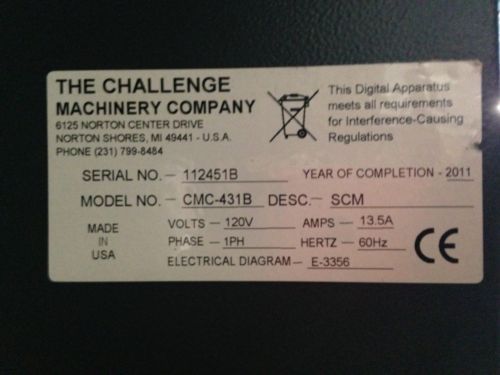 THE CHALLENGE
MACHINERY COMPANY
6125 NORTON CENTER DRIVE
NORTON SHORES, MI 49441 - U.S.A.
PHONE (231) 799-8484
This Digital Apparatus
meets all requirements
for Interference-Causing
Regulations
SERIAL NO. — 112451B YEAR OF COMPLETION - 2011
MODEL NO. — CMC-431B DESC. — SCM
MADE
IN
USA
VOLTS — 120V AMPS — 13.5A
PHASE — 1PH HERTZ — 60Hz
ELECTRICAL DIAGRAM — E-3356
CE